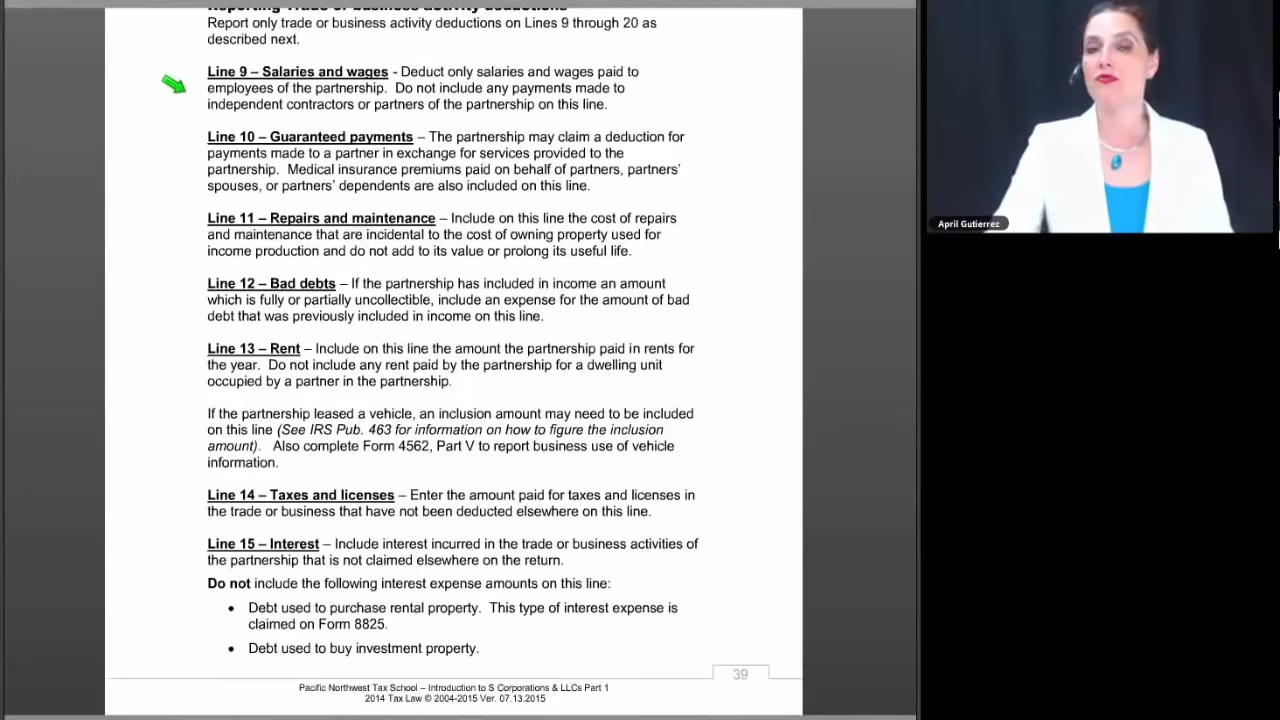 Reporting Trade or business activity deductions
Report only trade or business activity deductions on Lines 9 through 20 as
described next.
Line 9 – Salaries and wages - Deduct only salaries and wages paid to
employees of the partnership. Do not include any payments made to
independent contractors or partners of the partnership on this line.
Line 10 – Guaranteed payments – The partnership may claim a deduction for
payments made to a partner in exchange for services provided to the
partnership. Medical insurance premiums paid on behalf of partners, partners'
spouses, or partners' dependents are also included on this line.
Line 11 – Repairs and maintenance – Include on this line the cost of repairs
and maintenance that are incidental to the cost of owning property used for
income production and do not add to its value or prolong its useful life.
Line 12 – Bad debts – If the partnership has included in income an amount
which is fully or partially uncollectible, include an expense for the amount of bad
debt that was previously included in income on this line.
Line 13 – Rent – Include on this line the amount the partnership paid in rents for
the year. Do not include any rent paid by the partnership for a dwelling unit
occupied by a partner in the partnership.
If the partnership leased a vehicle, an inclusion amount may need to be included
on this line (See IRS Pub. 463 for information on how to figure the inclusion
amount). Also complete Form 4562, Part V to report business use of vehicle
information.
Line 14 – Taxes and licenses – Enter the amount paid for taxes and licenses in
the trade or business that have not been deducted elsewhere on this line.
Line 15 – Interest – Include interest incurred in the trade or business activities of
the partnership that is not claimed elsewhere on the return.
Do not include the following interest expense amounts on this line:
• Debt used to purchase rental property. This type of interest expense is
claimed on Form 8825.
• Debt used to buy investment property.
39
Pacific Northwest Tax School – Introduction to S Corporations & LLCs Part 1
2014 Tax Law © 2004-2015 Ver. 07.13.2015
April Gutierrez